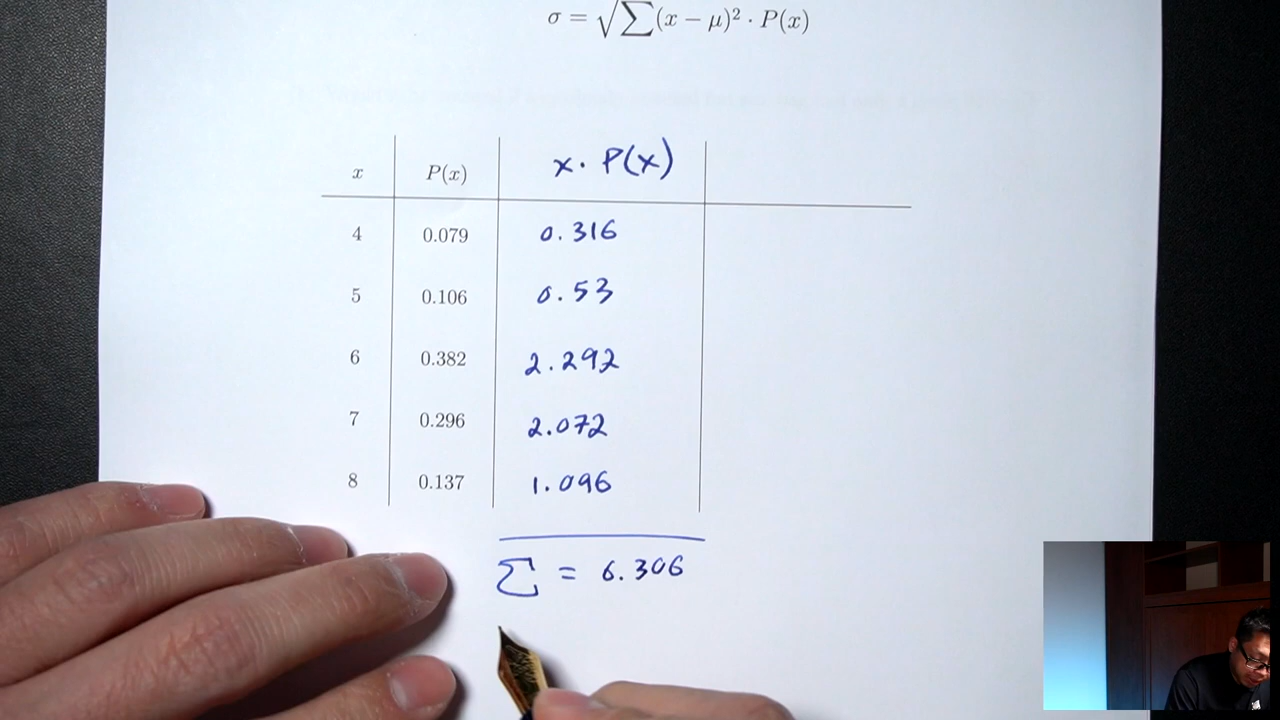 σ = √∑(x − μ)² · P(x)
x P(x) x · P(x)
4 0.079 0.316
5 0.106 0.53
6 0.382 2.292
7 0.296 2.072
8 0.137 1.096
Σ = 6.306